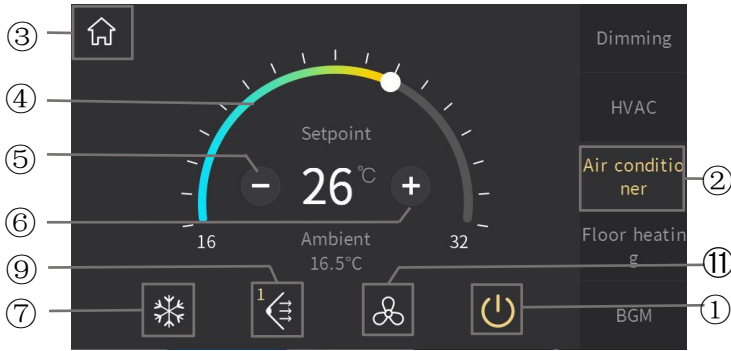 ③
Dimming
④
HVAC
Setpoint
⑤
− 26℃ +
Air conditio
ner
②
⑥
16
Ambient
32
Floor heatin
g
16.5°C
⑨
⑪
⑦
1
①
BGM